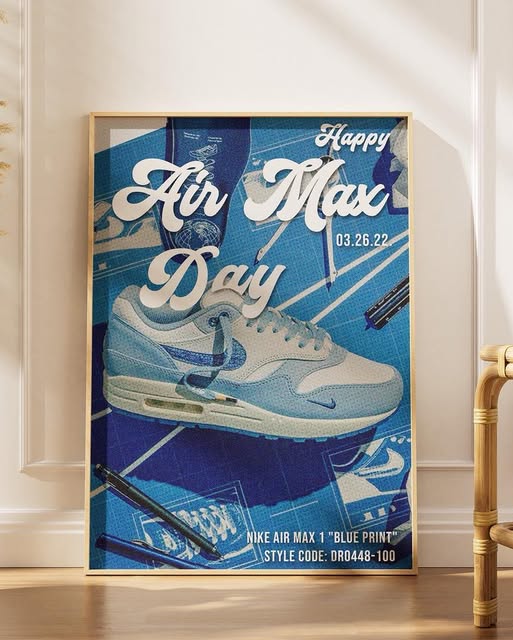 Happy
Air Max
03.26.22.
Day
NIKE AIR MAX 1 "BLUE PRINT"
STYLE CODE: DR0448-100